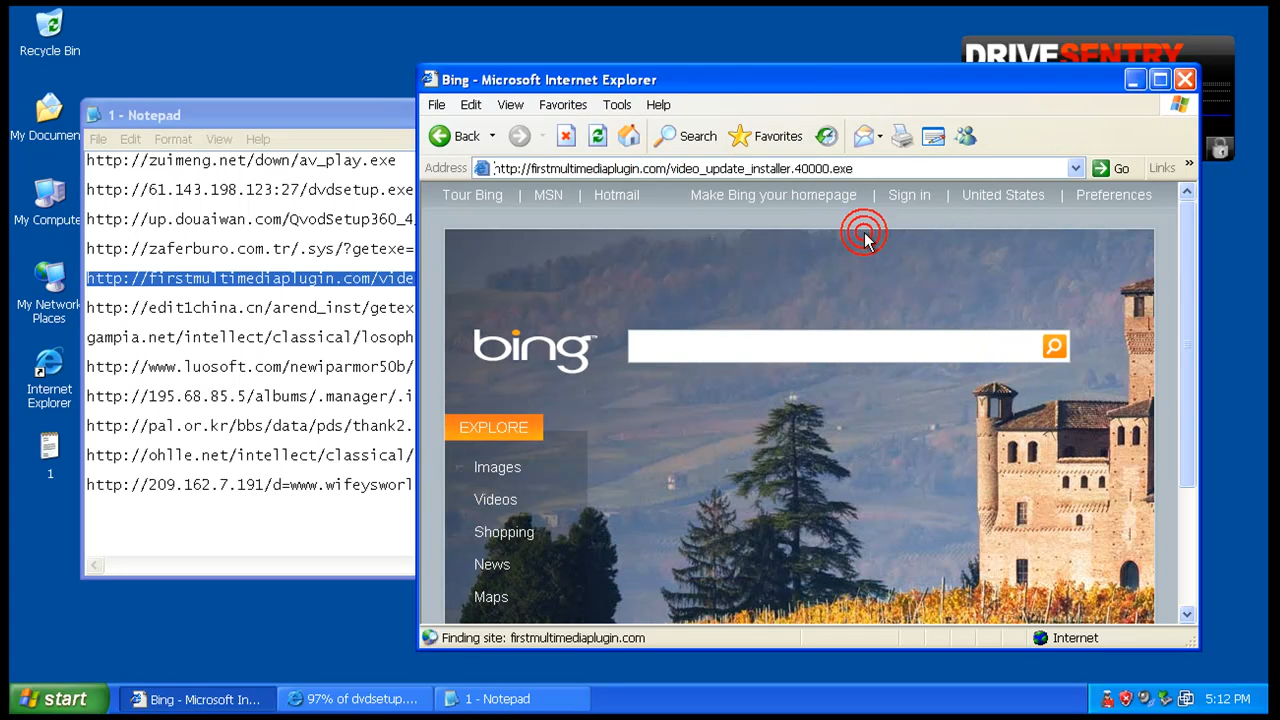 Recycle Bin
DRIVESENTRY
Bing - Microsoft Internet Explorer
My Documen
1 - Notepad
File Edit View Favorites Tools Help
File Edit Format View Help
Back Search Favorites
http://zuimeng.net/down/av_play.exe
Address http://firstmultimediaplugin.com/video_update_installer.40000.exe Go Links »
http://61.143.198.123:27/dvdsetup.exe
Tour Bing | MSN | Hotmail Make Bing your homepage | Sign in | United States | Preferences
My Compute
http://up.douaiwan.com/QvodSetup360_4
http://zaferburo.com.tr/.sys/?getexe=
http://firstmultimediaplugin.com/vide
My Network
Places
http://edit1china.cn/arend_inst/getex
gampia.net/intellect/classical/losoph
bing
http://www.luosoft.com/newiparmor50b/
Internet
Explorer
http://195.68.85.5/albums/.manager/.i
http://pal.or.kr/bbs/data/pds/thank2.
EXPLORE
http://ohlle.net/intellect/classical/
Images
1
http://209.162.7.191/d=www.wifeysworl
Videos
Shopping
News
Maps
Finding site: firstmultimediaplugin.com Internet
start Bing - Microsoft In... 97% of dvdsetup.... 1 - Notepad 5:12 PM